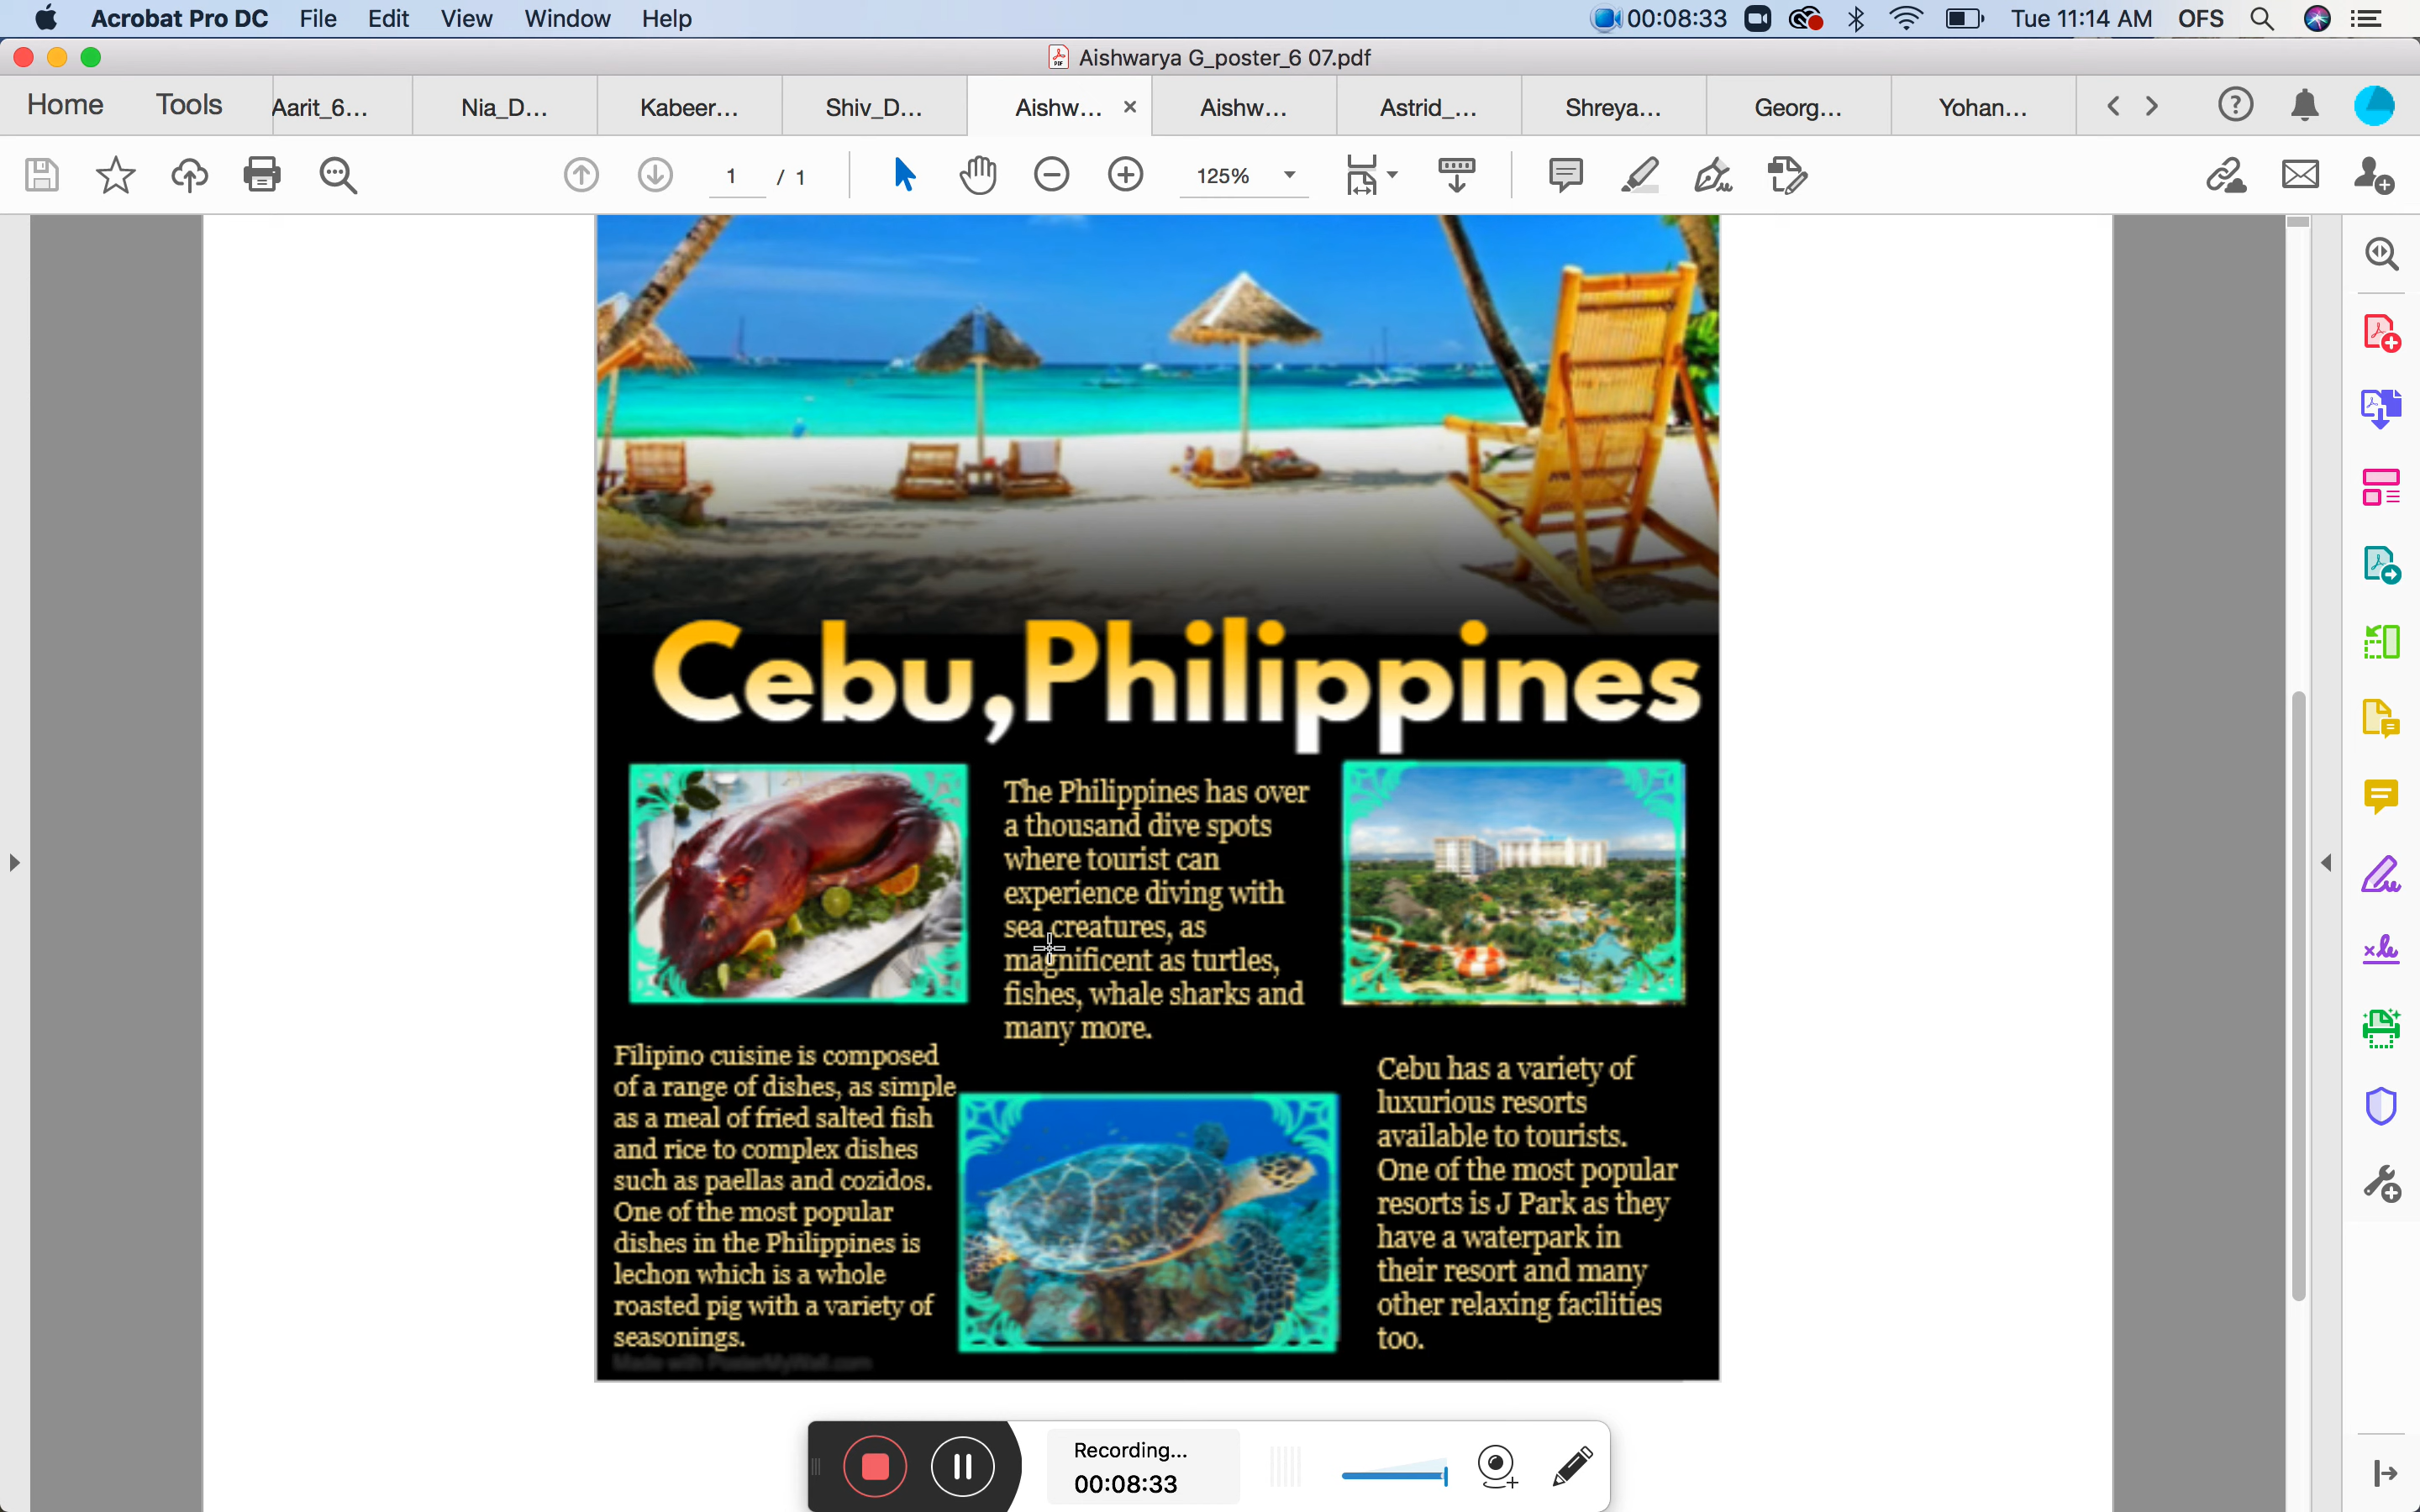 Acrobat Pro DC File Edit View Window Help 00:08:33 Tue 11:14 AM OFS
Aishwarya G_poster_6 07.pdf
Home Tools Aarit_6... Nia_D... Kabeer... Shiv_D... Aishw... × Aishw... Astrid_... Shreya... Georg... Yohan...
1 / 1 125%
Cebu,Philippines
The Philippines has over
a thousand dive spots
where tourist can
experience diving with
sea creatures, as
magnificent as turtles,
fishes, whale sharks and
many more.
Filipino cuisine is composed
of a range of dishes, as simple
as a meal of fried salted fish
and rice to complex dishes
such as paellas and cozidos.
One of the most popular
dishes in the Philippines is
lechon which is a whole
roasted pig with a variety of
seasonings.
Cebu has a variety of
luxurious resorts
available to tourists.
One of the most popular
resorts is J Park as they
have a waterpark in
their resort and many
other relaxing facilities
too.
Made with PosterMyWall.com
Recording...
00:08:33